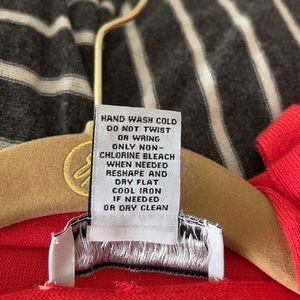 HAND WASH COLD
DO NOT TWIST
OR WRING
ONLY NON-
CHLORINE BLEACH
WHEN NEEDED
RESHAPE AND
DRY FLAT
COOL IRON
IF NEEDED
OR DRY CLEAN